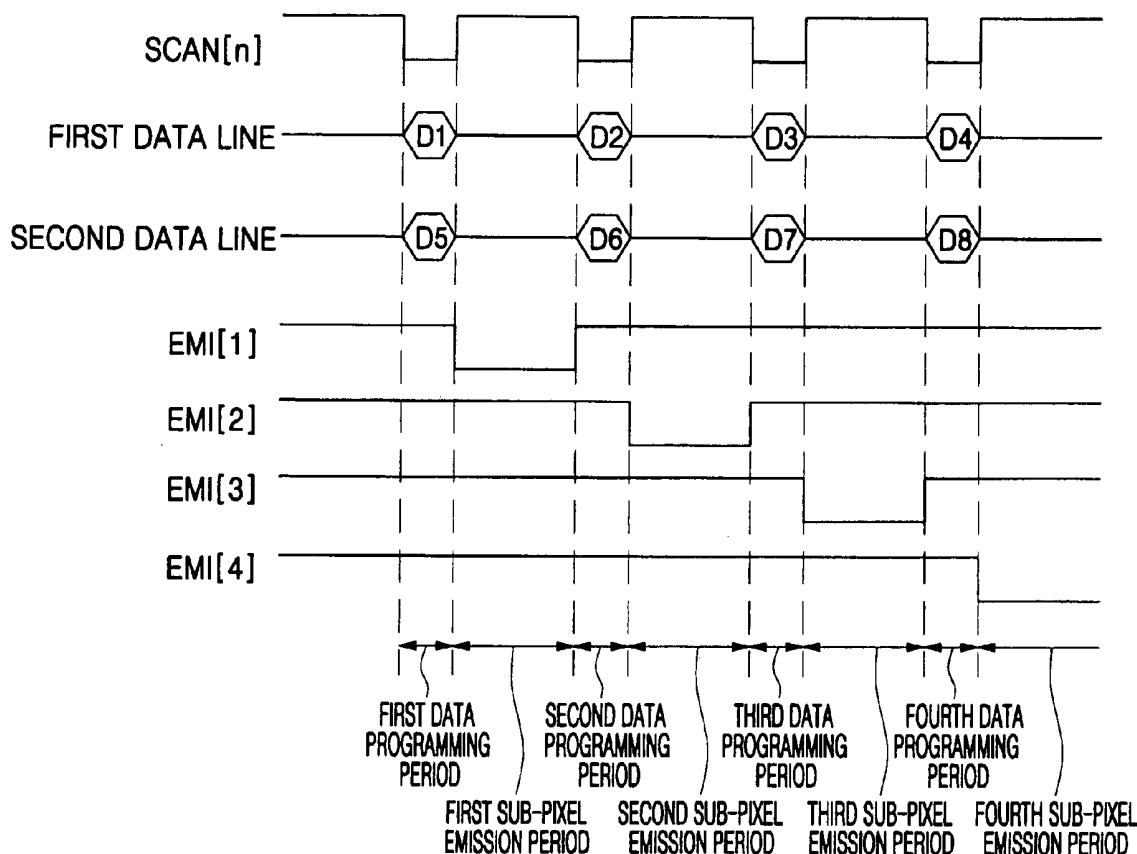 SCAN[n]
FIRST DATA LINE D1 D2 D3 D4
SECOND DATA LINE D5 D6 D7 D8
EMI[1]
EMI[2]
EMI[3]
EMI[4]
FIRST DATA
PROGRAMMING
PERIOD
SECOND DATA
PROGRAMMING
PERIOD
THIRD DATA
PROGRAMMING
PERIOD
FOURTH DATA
PROGRAMMING
PERIOD
FIRST SUB-PIXEL
EMISSION PERIOD
SECOND SUB-PIXEL
EMISSION PERIOD
THIRD SUB-PIXEL
EMISSION PERIOD
FOURTH SUB-PIXEL
EMISSION PERIOD